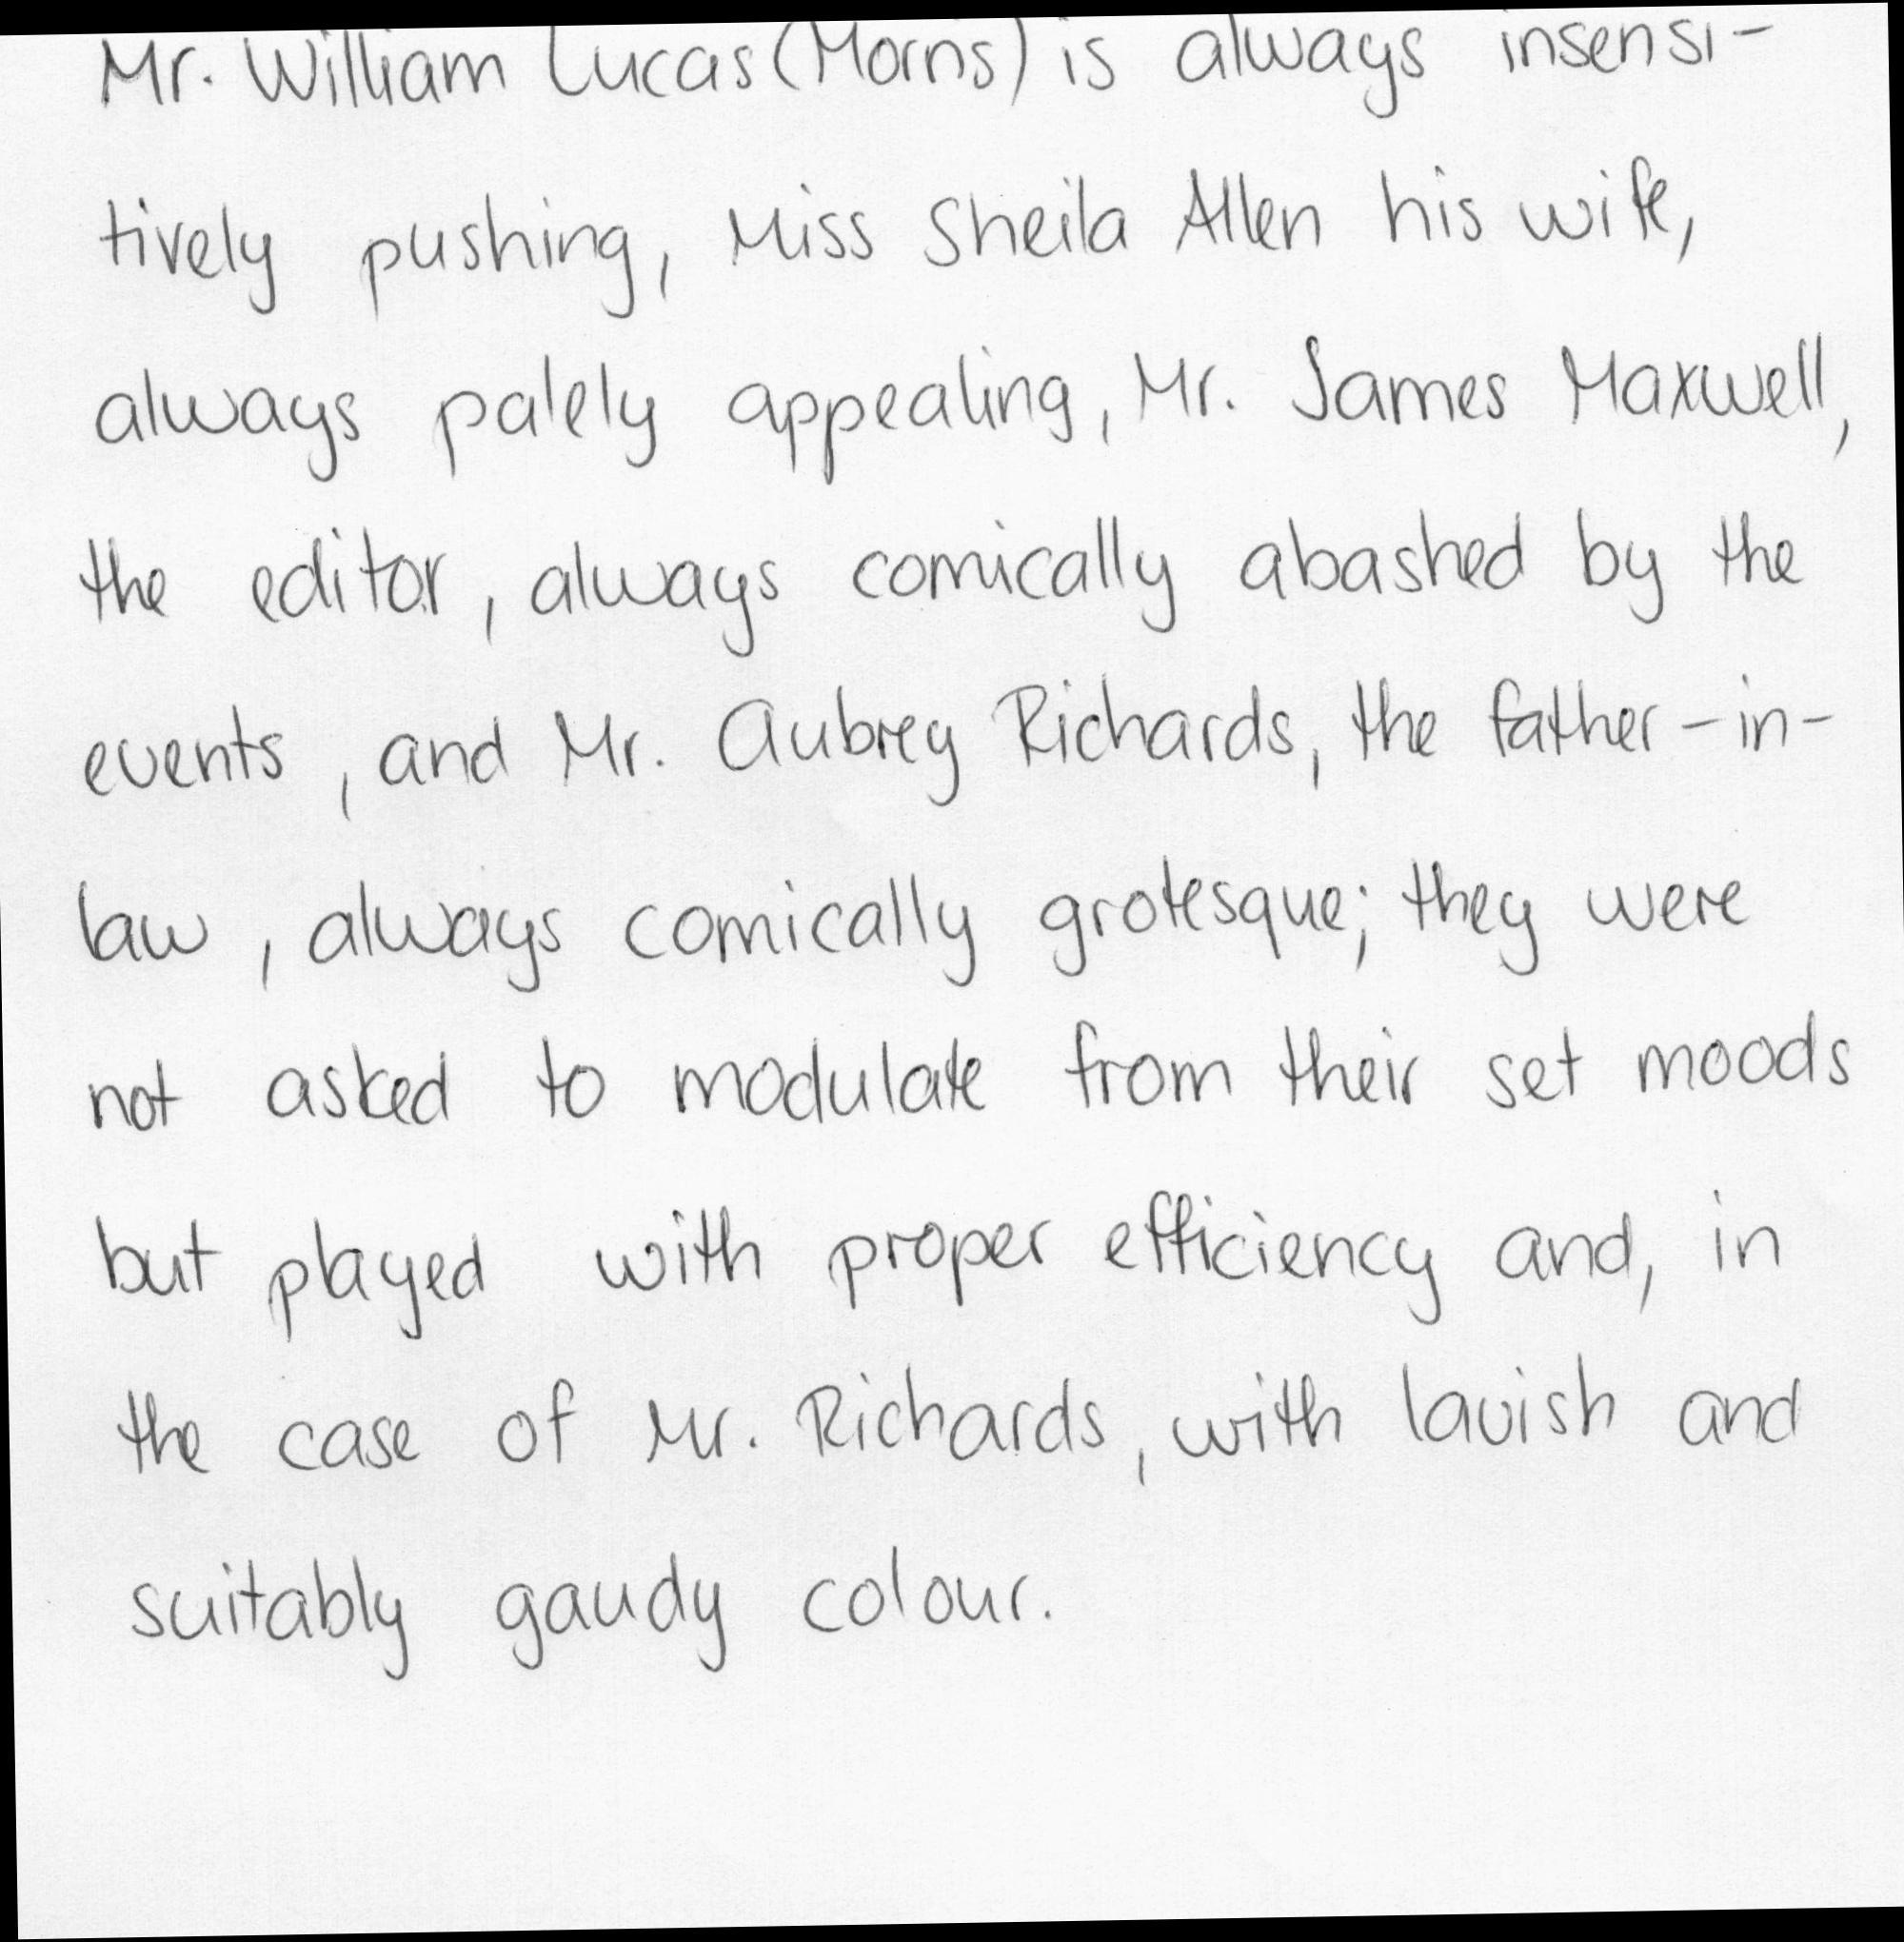 Mr. William Lucas (Morris) is always insensi-
tively pushing, Miss Sheila Allen his wife,
always palely appealing, Mr. James Maxwell,
the editor, always comically abashed by the
events, and Mr. Aubrey Richards, the father-in-
law, always comically grotesque; they were
not asked to modulate from their set moods
but played with proper efficiency and, in
the case of Mr. Richards, with lavish and
suitably gaudy colour.